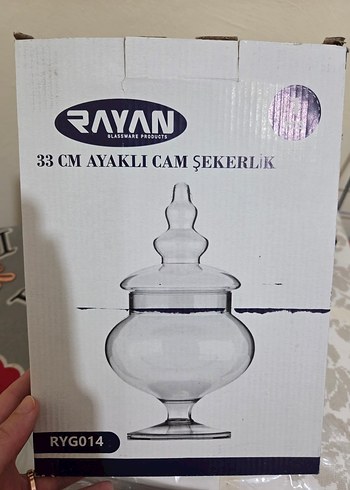 RAYAN
GLASSWARE PRODUCTS
33 CM AYAKLI CAM ŞEKERLİK
RYG014